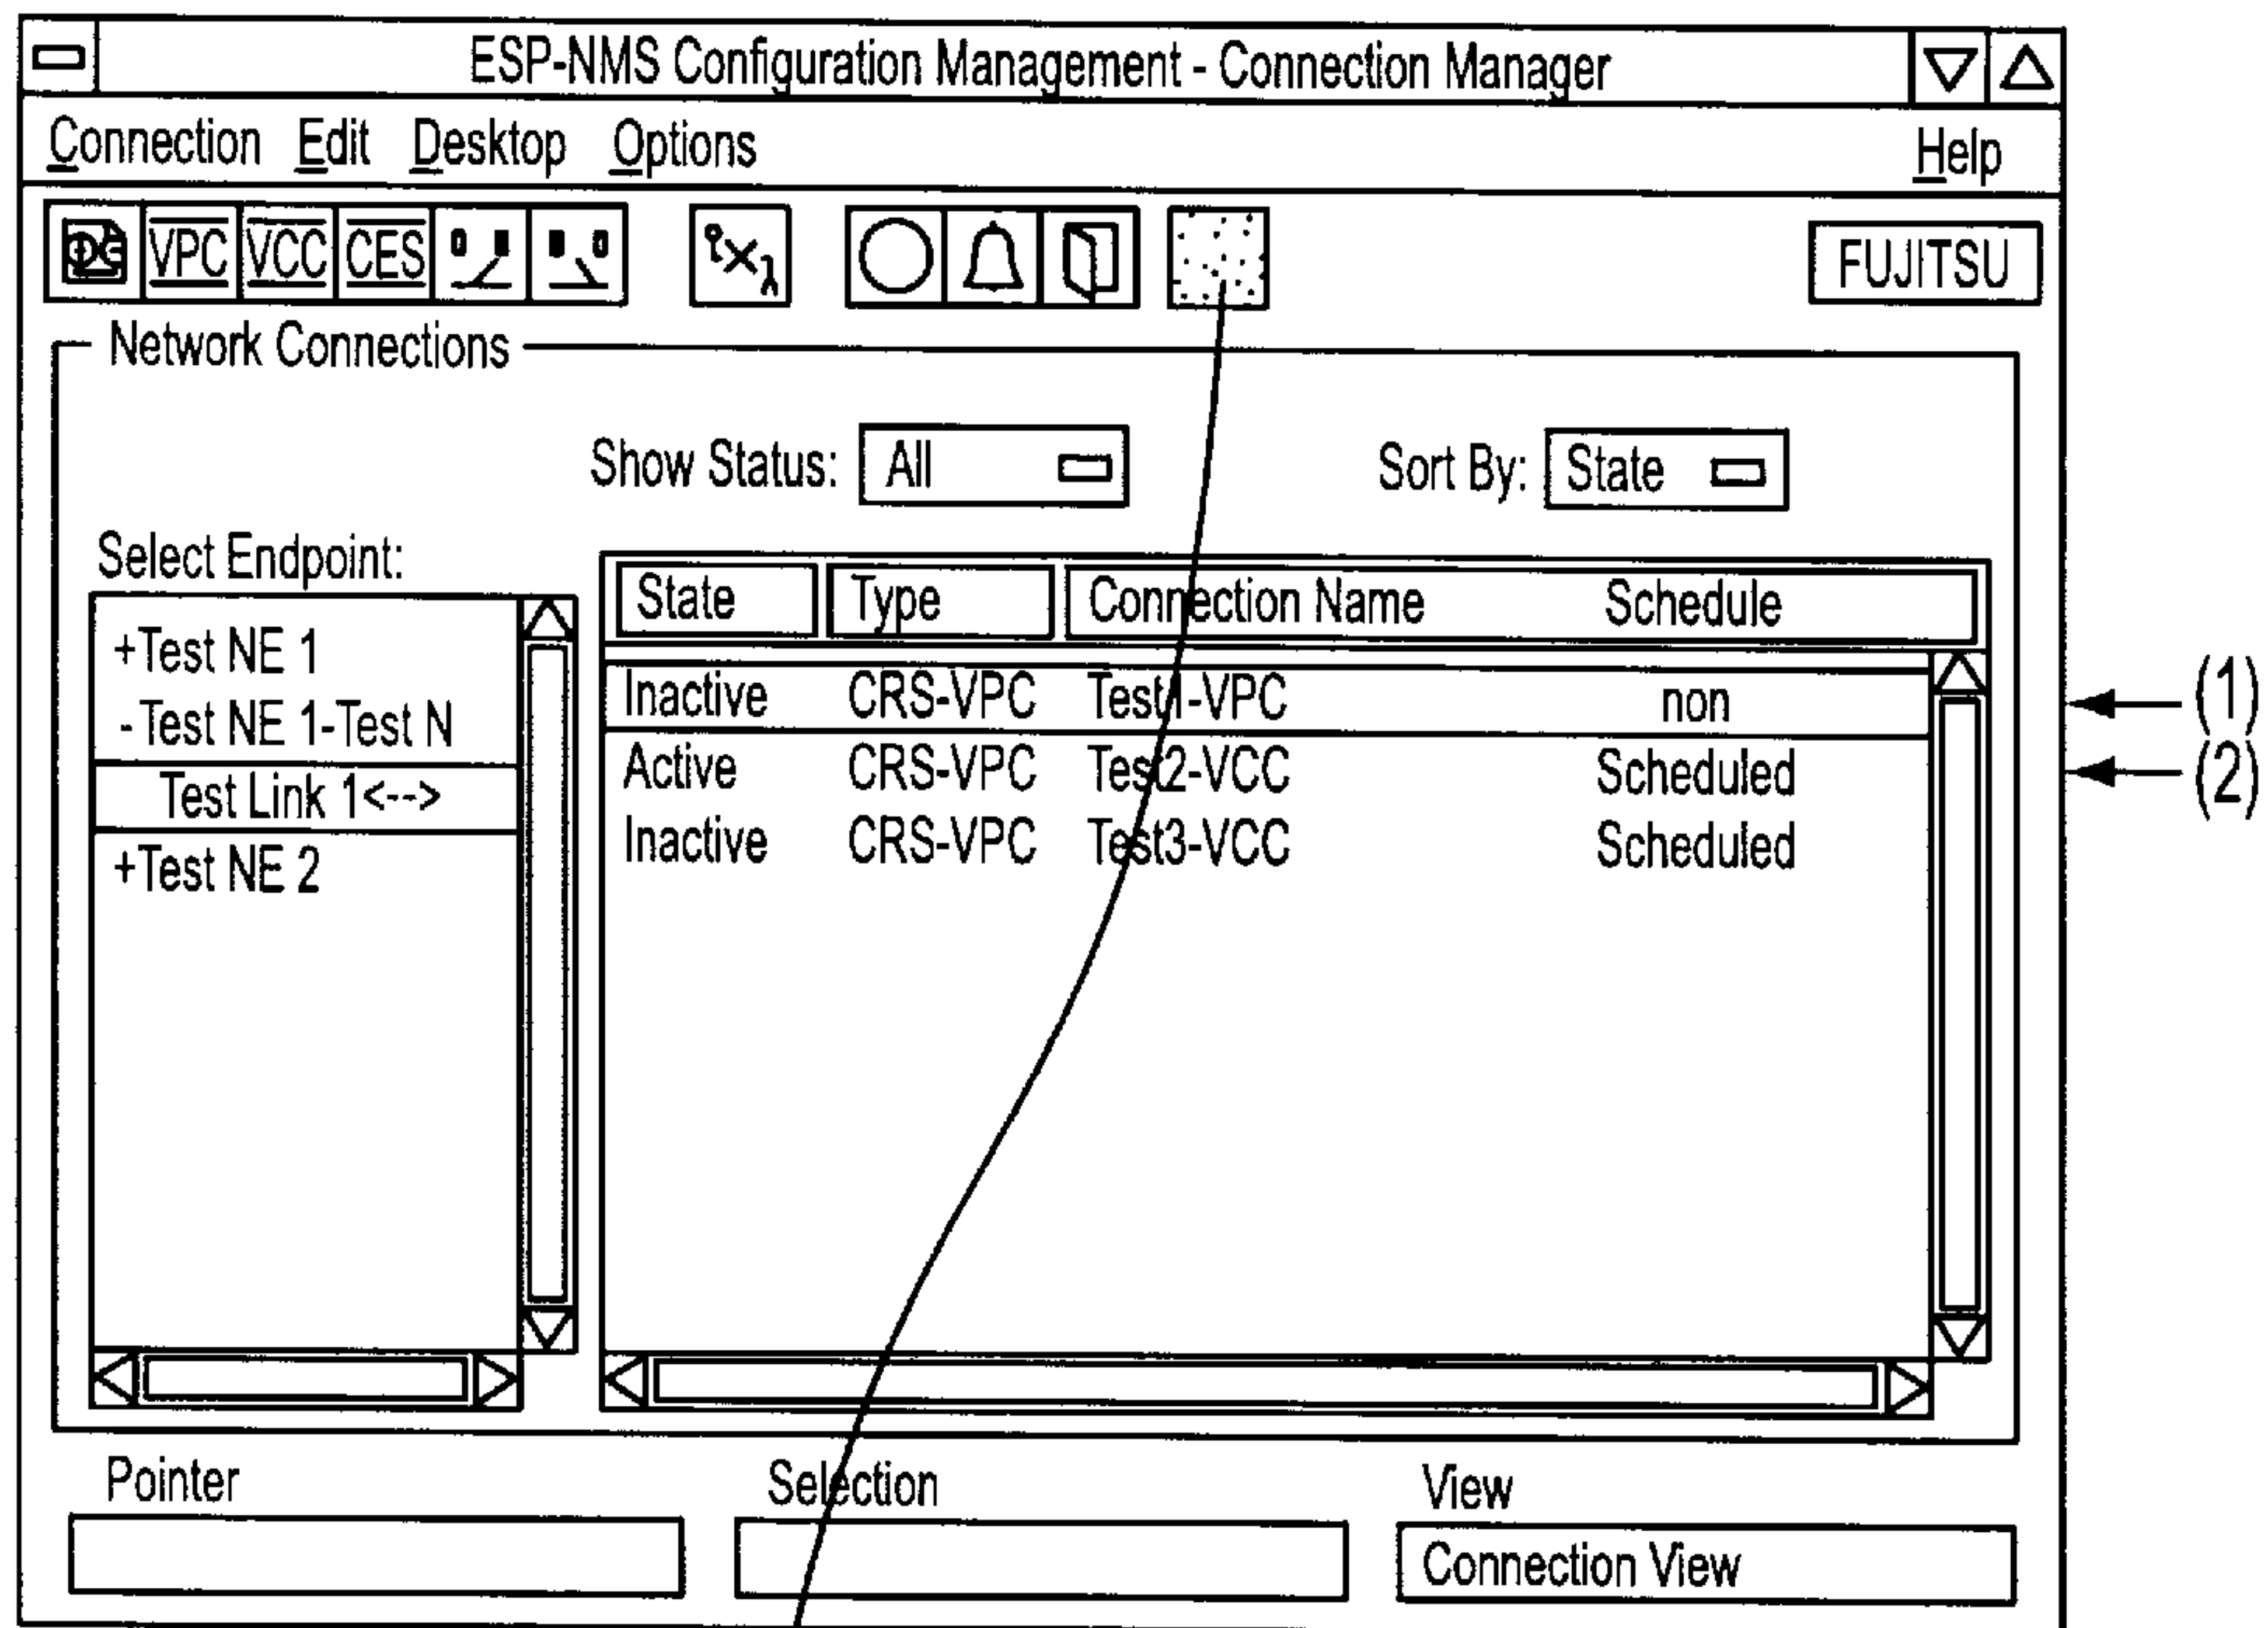 ESP-NMS Configuration Management - Connection Manager
Connection Edit Desktop Options Help
VPC VCC CES FUJITSU
Network Connections
Show Status: All Sort By: State
Select Endpoint:
+Test NE 1
-Test NE 1-Test N
Test Link 1<-->
+Test NE 2
State Type Connection Name Schedule
Inactive CRS-VPC Test1-VPC non (1)
Active CRS-VPC Test2-VCC Scheduled (2)
Inactive CRS-VPC Test3-VCC Scheduled
Pointer Selection View
Connection View